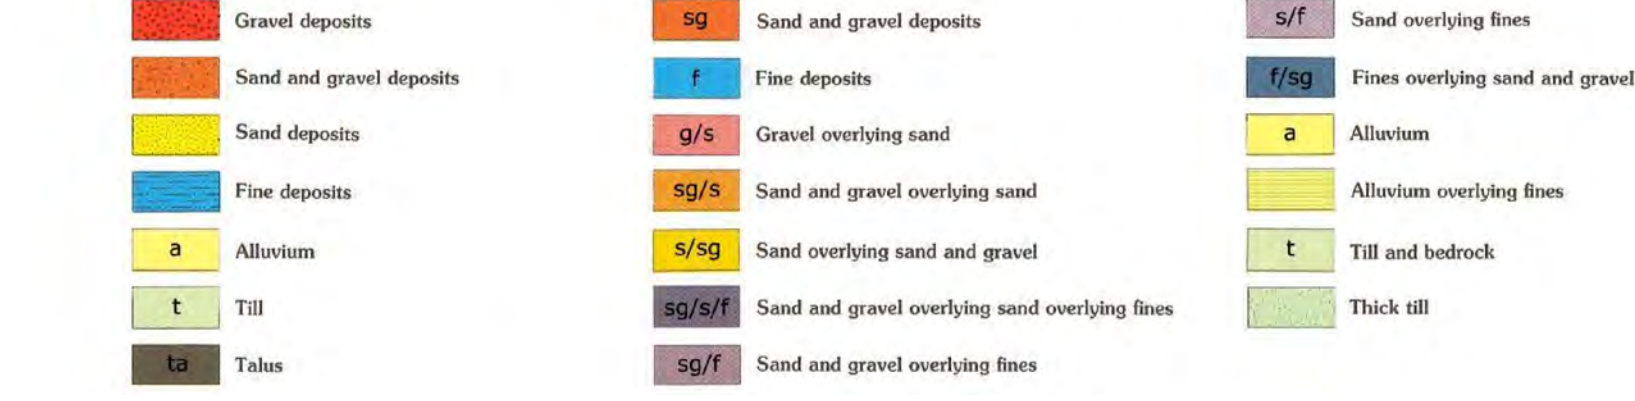 Gravel deposits
Sand and gravel deposits
Sand deposits
Fine deposits
a Alluvium
t Till
ta Talus
sg Sand and gravel deposits
f Fine deposits
g/s Gravel overlying sand
sg/s Sand and gravel overlying sand
s/sg Sand overlying sand and gravel
sg/s/f Sand and gravel overlying sand overlying fines
sg/f Sand and gravel overlying fines
s/f Sand overlying fines
f/sg Fines overlying sand and gravel
a Alluvium
Alluvium overlying fines
t Till and bedrock
Thick till